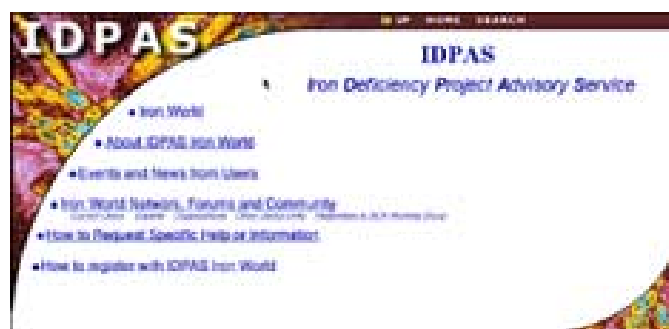 IDPAS
UP HOME SEARCH
IDPAS
Iron Deficiency Project Advisory Service
• Iron World
• About IDPAS Iron World
• Events and News from Users
• Iron World Network, Forums and Community
• How to Request Specific Help or Information
• How to register with IDPAS Iron World